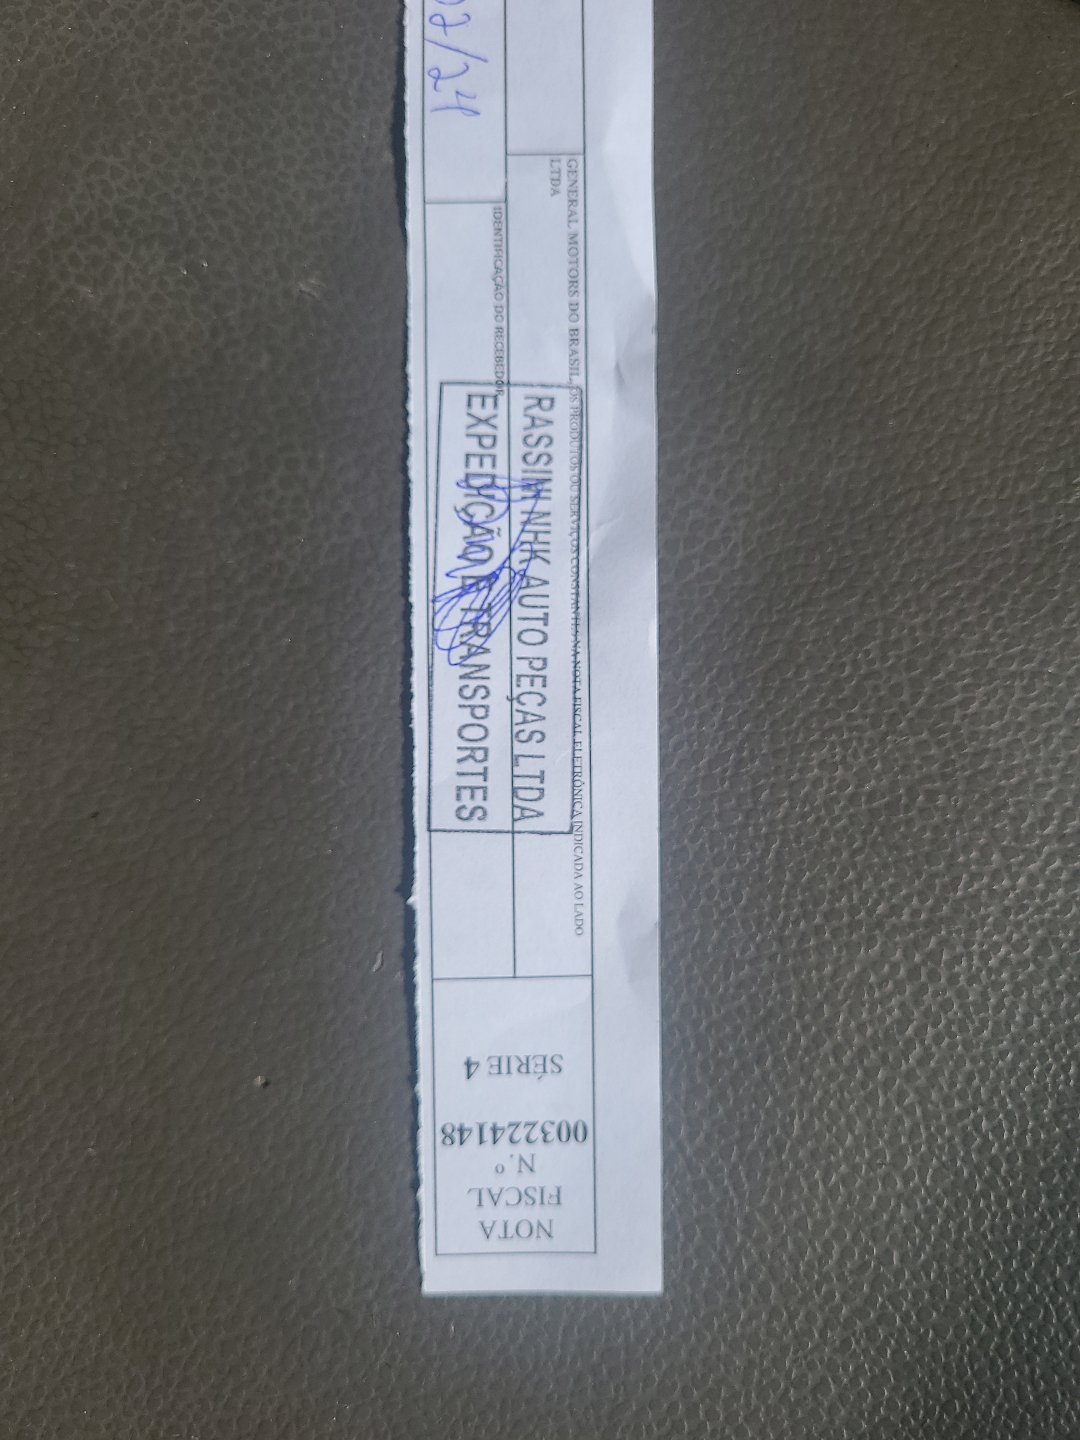 GENERAL MOTORS DO BRASIL, OS PRODUTOS OU SERVIÇOS CONSTANTES NA NOTA FISCAL ELETRÔNICA INDICADA AO LADO
LTDA
02/24
IDENTIFICAÇÃO DO RECEBEDOR
RASSINI NHK AUTO PEÇAS LTDA
EXPEDIÇÃO E TRANSPORTES
NOTA
FISCAL
N.º
003224148
SÉRIE 4